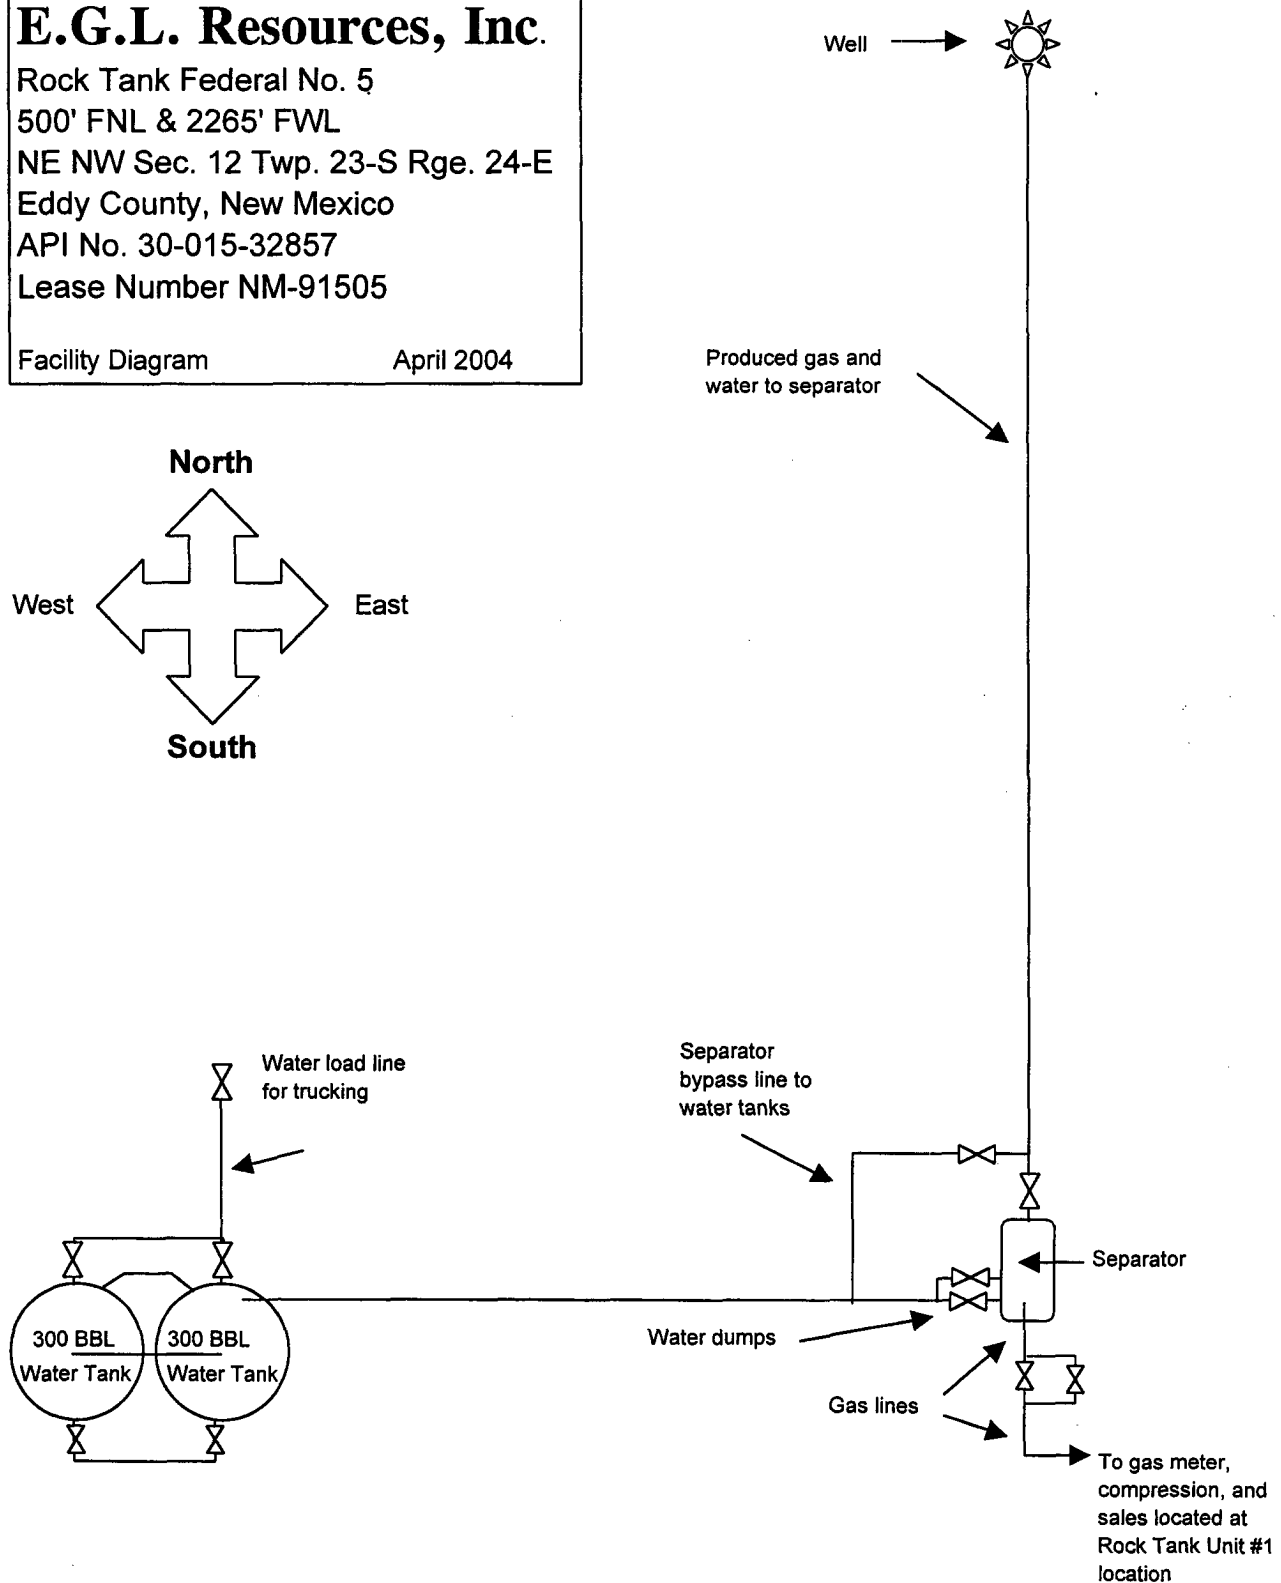 E.G.L. Resources, Inc.
Rock Tank Federal No. 5
500' FNL & 2265' FWL
NE NW Sec. 12 Twp. 23-S Rge. 24-E
Eddy County, New Mexico
API No. 30-015-32857
Lease Number NM-91505
Facility Diagram April 2004
Well
Produced gas and
water to separator
North
West East
South
Water load line
for trucking
Separator
bypass line to
water tanks
Separator
300 BBL
Water Tank
300 BBL
Water Tank
Water dumps
Gas lines
To gas meter,
compression, and
sales located at
Rock Tank Unit #1
location